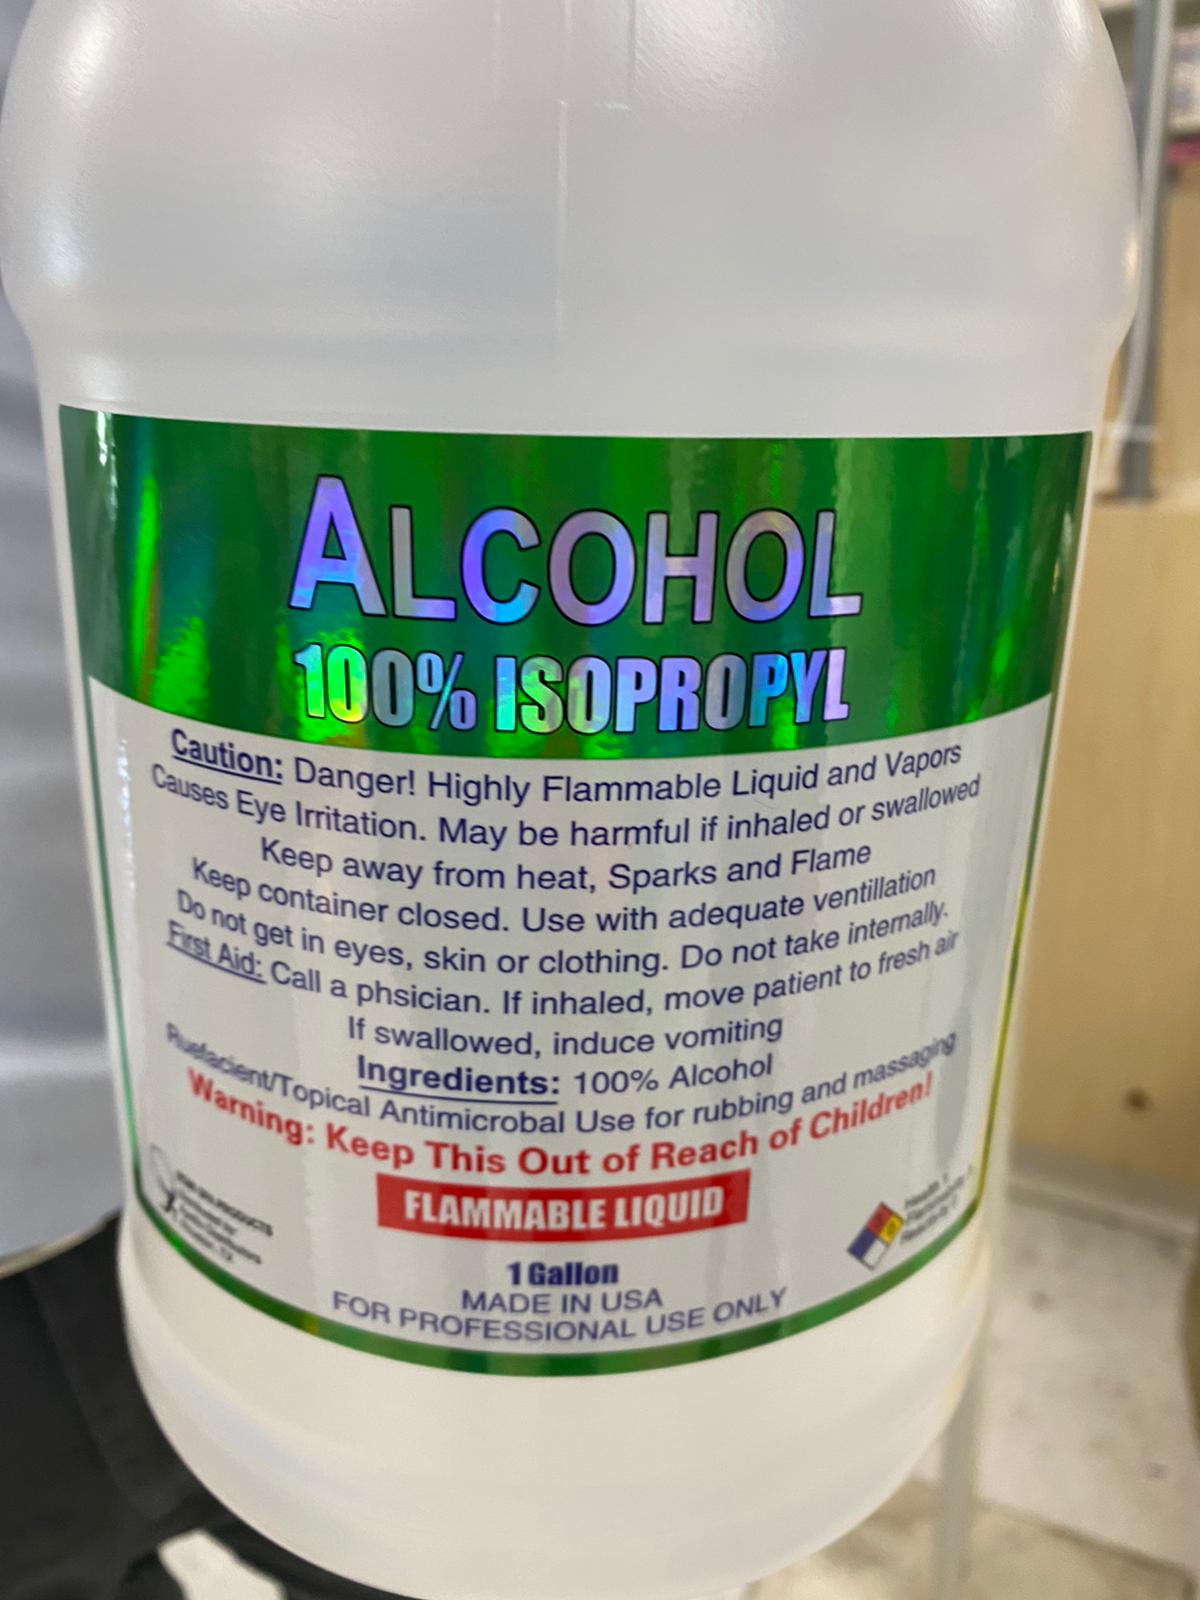 ALCOHOL
100% ISOPROPYL
Caution: Danger! Highly Flammable Liquid and Vapors
Causes Eye Irritation. May be harmful if inhaled or swallowed
Keep away from heat, Sparks and Flame
Keep container closed. Use with adequate ventillation
Do not get in eyes, skin or clothing. Do not take internally.
First Aid: Call a phsician. If inhaled, move patient to fresh air
If swallowed, induce vomiting
Ingredients: 100% Alcohol
Ruefacient/Topical Antimicrobal Use for rubbing and massaging
Warning: Keep This Out of Reach of Children!
FLAMMABLE LIQUID
1 Gallon
MADE IN USA
FOR PROFESSIONAL USE ONLY